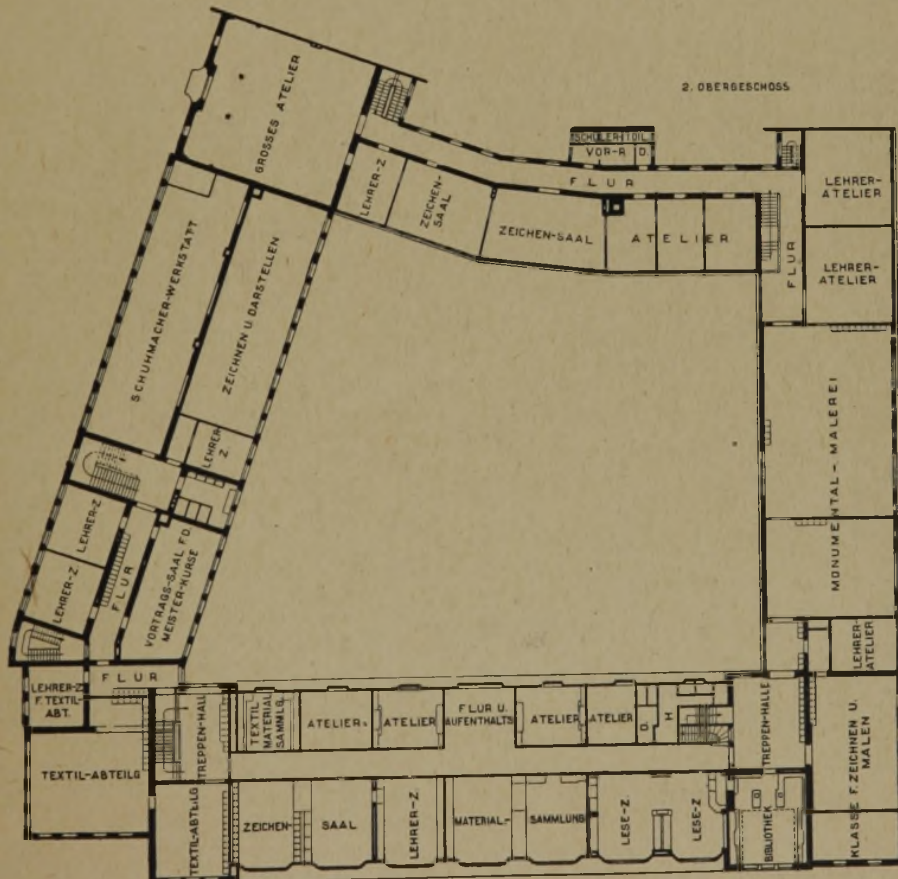 2. OBERGESCHOSS
GROSSES ATELIER
SCHÜLER-TOIL.
VOR-R D.
FLUR
LEHRER-Z
ZEICHEN-
SAAL
ZEICHEN-SAAL
ATELIER
LEHRER-
ATELIER
FLUR
LEHRER-
ATELIER
SCHUHMACHER-WERKSTATT
ZEICHNEN U DARSTELLEN
LEHRER
Z
MONUMENTAL-MALEREI
LEHRER-Z
LEHRER-Z
FLUR
VORTRAGS-SAAL F.D.
MEISTER-KURSE
LEHRER-
ATELIER
FLUR
LEHRER-Z
F. TEXTIL-
ABT.
TREPPEN-HALL
TEXTIL-
MATERIAL
SAMMLG.
ATELIER
ATELIER
FLUR U.
AUFENTHALTS
ATELIER
ATELIER
D.
H
TREPPEN-HALLE
KLASSE F. ZEICHNEN U.
MALEN
TEXTIL-ABTEILG
TEXTIL-ABTEILG
ZEICHEN-
SAAL
LEHRER-Z.
MATERIAL-
SAMMLUNG
LESE-Z.
LESE-Z
BIBLIOTHEK